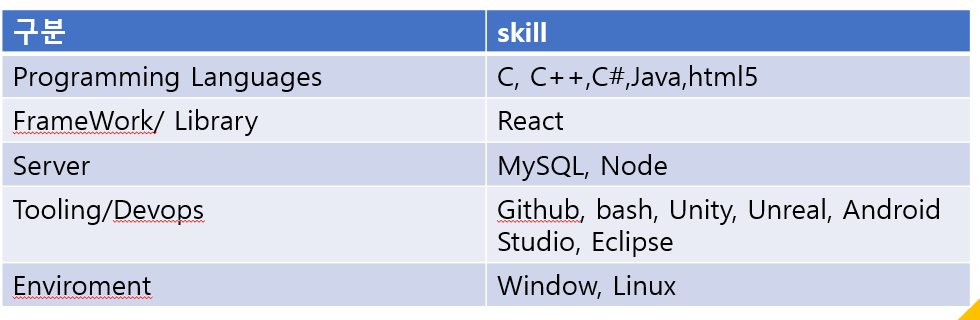 구분 skill
Programming Languages C, C++,C#,Java,html5
FrameWork/ Library React
Server MySQL, Node
Tooling/Devops Github, bash, Unity, Unreal, Android
Studio, Eclipse
Enviroment Window, Linux